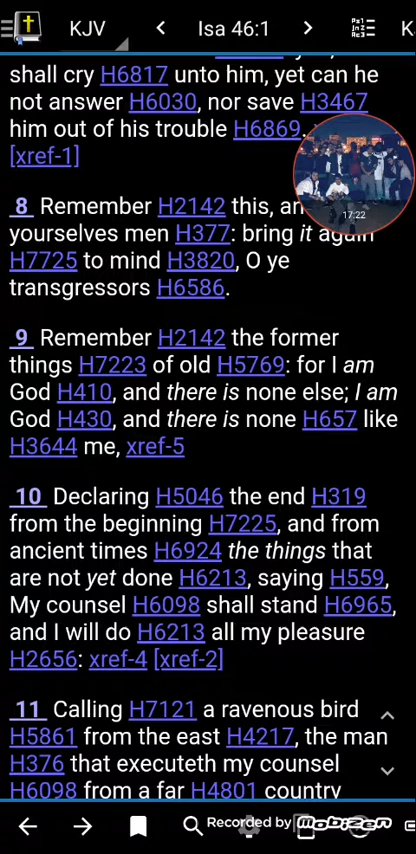 KJV
Isa 46:1
shall cry H6817 unto him, yet can he
not answer H6030, nor save H3467
him out of his trouble H6869.
[xref-1]
8 Remember H2142 this, an
yourselves men H377: bring it again
H7725 to mind H3820, O ye
transgressors H6586.
9 Remember H2142 the former
things H7223 of old H5769: for I am
God H410, and there is none else; I am
God H430, and there is none H657 like
H3644 me, xref-5
10 Declaring H5046 the end H319
from the beginning H7225, and from
ancient times H6924 the things that
are not yet done H6213, saying H559,
My counsel H6098 shall stand H6965,
and I will do H6213 all my pleasure
H2656: xref-4 [xref-2]
11 Calling H7121 a ravenous bird
H5861 from the east H4217, the man
H376 that executeth my counsel
H6098 from a far H4801 country
17:22
Recorded by mobizen